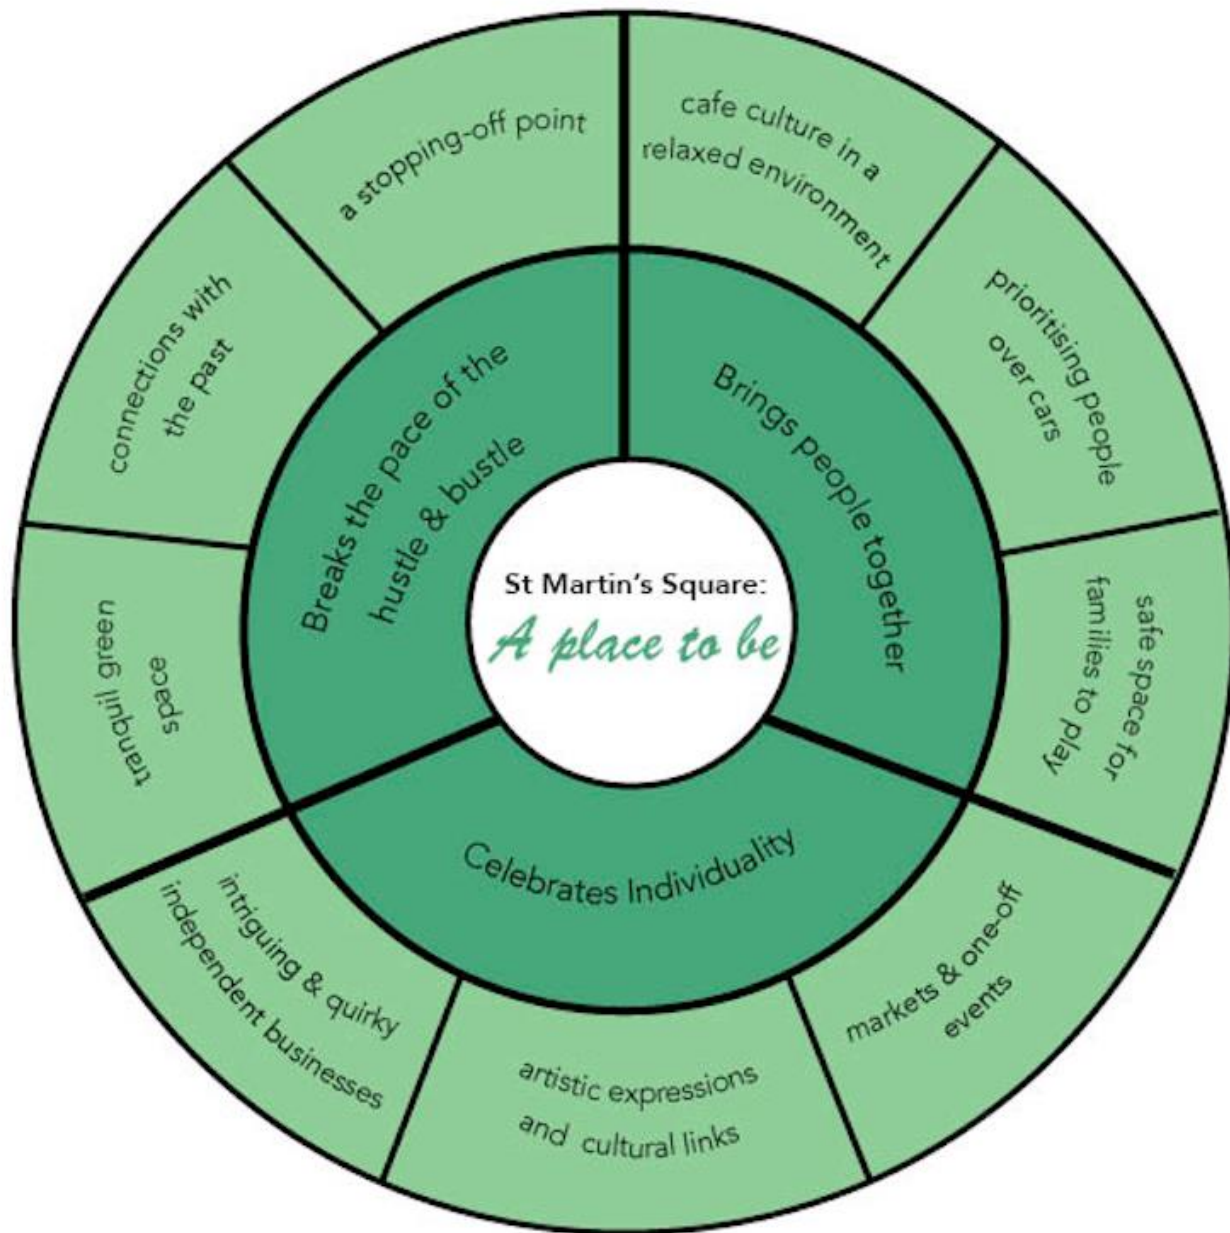 St Martin's Square:
A place to be
Brings people together
cafe culture in a
relaxed environment
prioritising people
over cars
safe space for
families to play
Celebrates Individuality
markets & one-off
events
artistic expressions
and cultural links
intriguing & quirky
independent businesses
Breaks the pace of the
hustle & bustle
tranquil green
space
connections with
the past
a stopping-off point